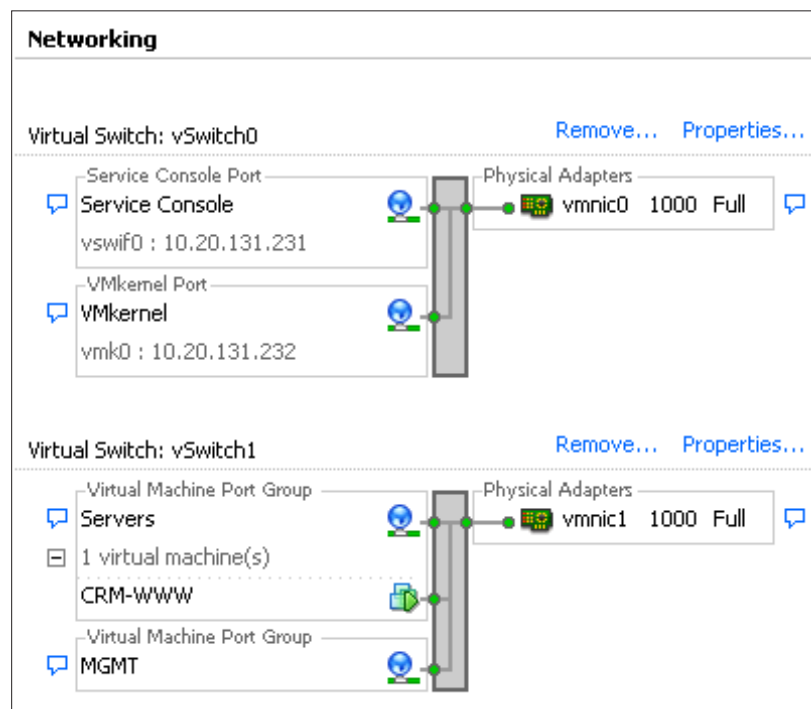 Networking
Virtual Switch: vSwitch0 Remove... Properties...
Service Console Port Physical Adapters
Service Console vmnic0 1000 Full
vswif0 : 10.20.131.231
VMkernel Port
VMkernel
vmk0 : 10.20.131.232
Virtual Switch: vSwitch1 Remove... Properties...
Virtual Machine Port Group Physical Adapters
Servers vmnic1 1000 Full
1 virtual machine(s)
CRM-WWW
Virtual Machine Port Group
MGMT